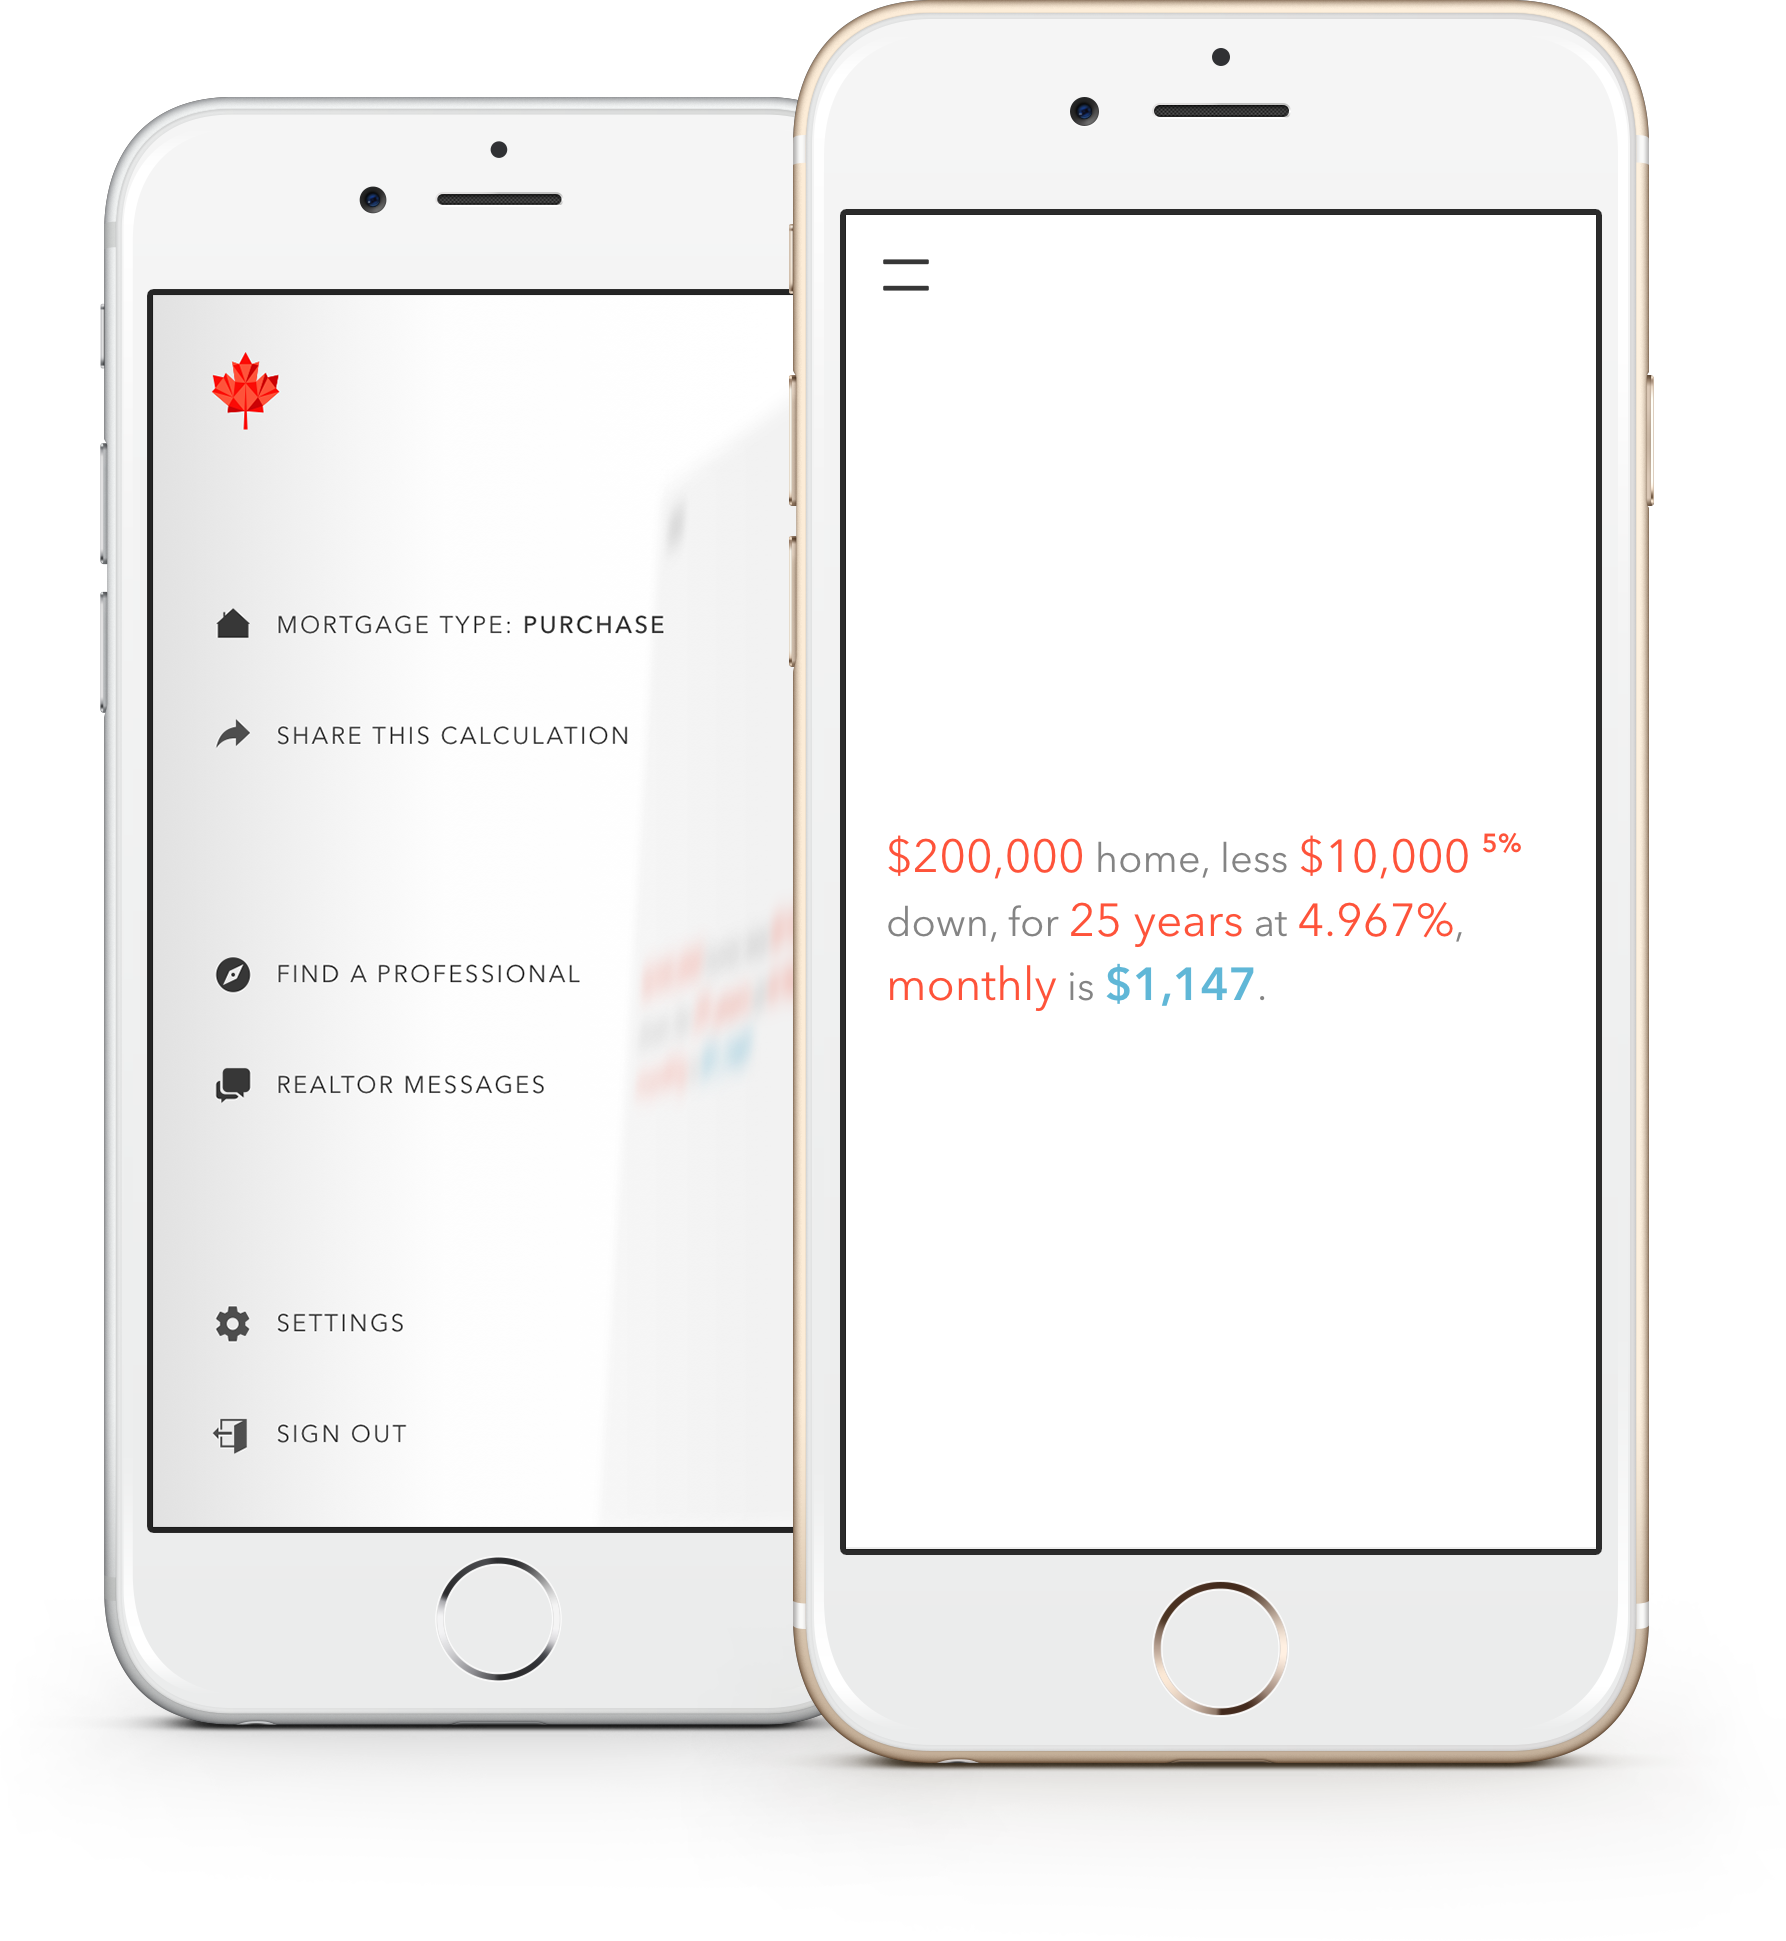 MORTGAGE TYPE: PURCHASE
SHARE THIS CALCULATION
FIND A PROFESSIONAL
REALTOR MESSAGES
SETTINGS
SIGN OUT
$200,000 home, less $10,000 5%
down, for 25 years at 4.967%,
monthly is $1,147.